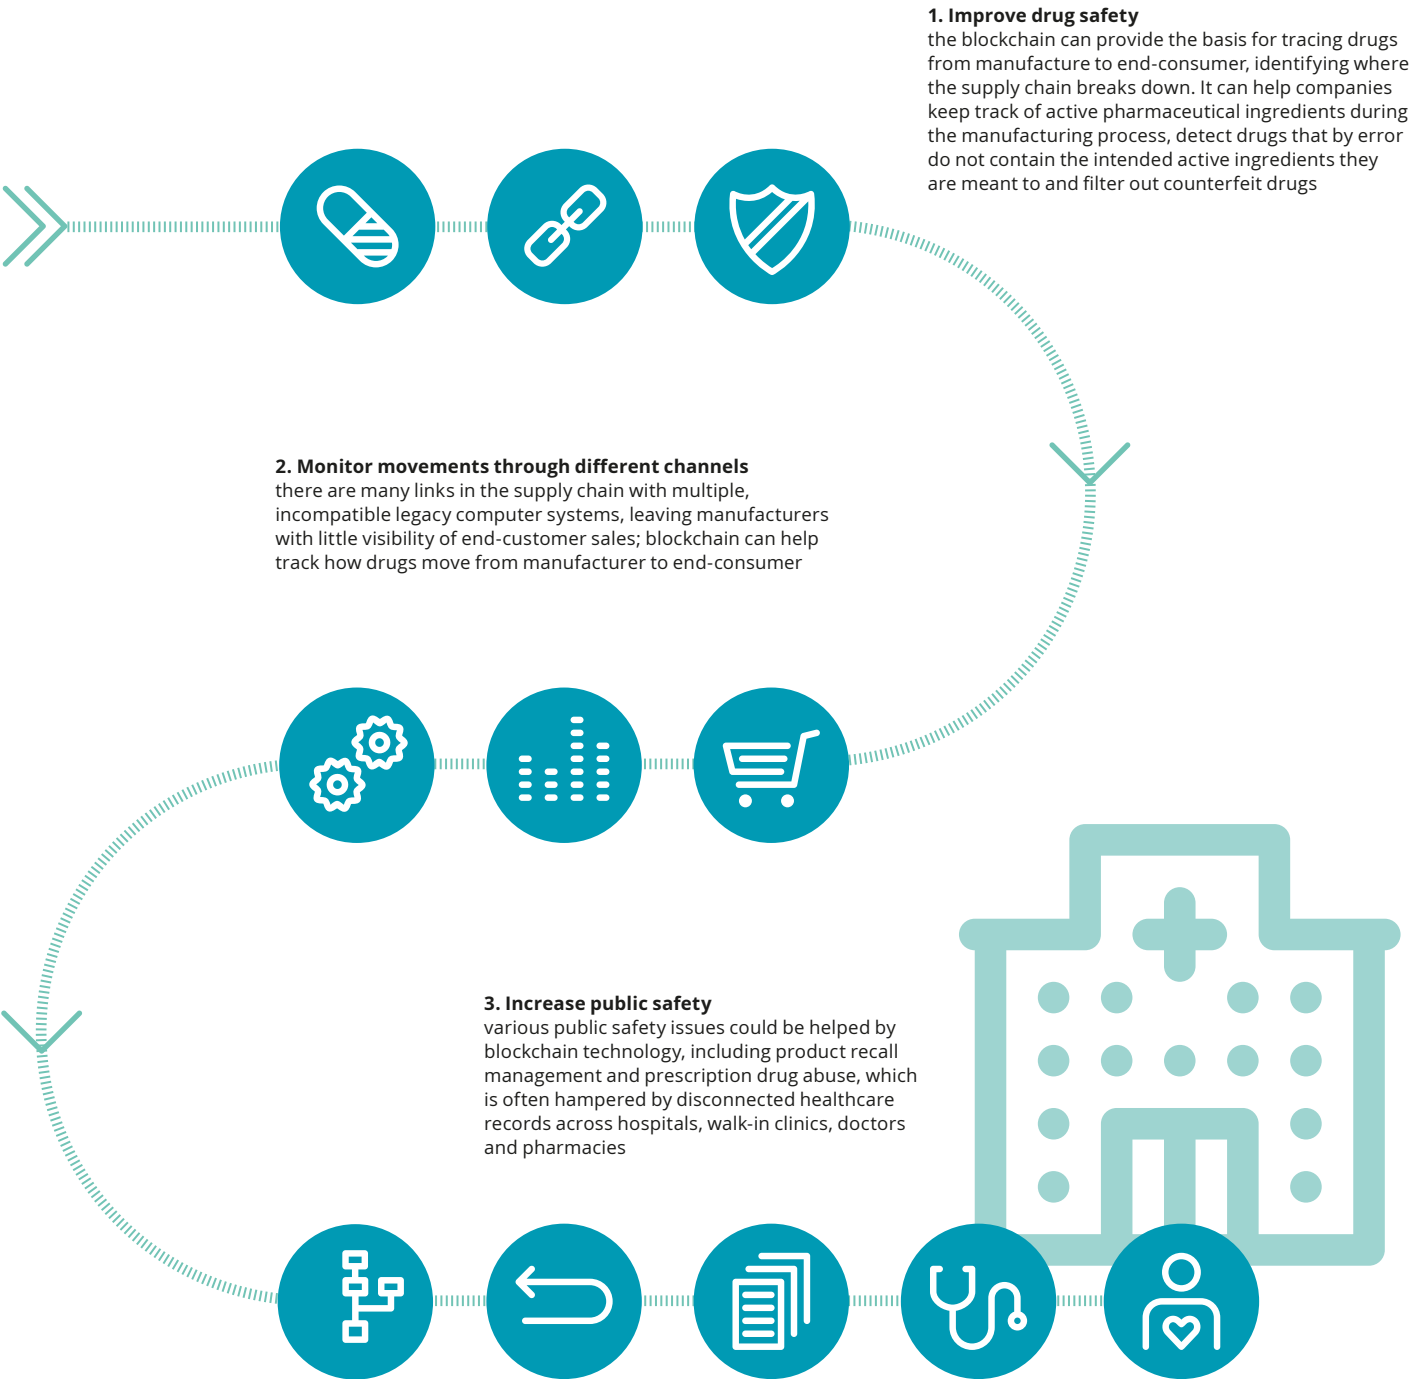 1. Improve drug safety
the blockchain can provide the basis for tracing drugs
from manufacture to end-consumer, identifying where
the supply chain breaks down. It can help companies
keep track of active pharmaceutical ingredients during
the manufacturing process, detect drugs that by error
do not contain the intended active ingredients they
are meant to and filter out counterfeit drugs
2. Monitor movements through different channels
there are many links in the supply chain with multiple,
incompatible legacy computer systems, leaving manufacturers
with little visibility of end-customer sales; blockchain can help
track how drugs move from manufacturer to end-consumer
3. Increase public safety
various public safety issues could be helped by
blockchain technology, including product recall
management and prescription drug abuse, which
is often hampered by disconnected healthcare
records across hospitals, walk-in clinics, doctors
and pharmacies